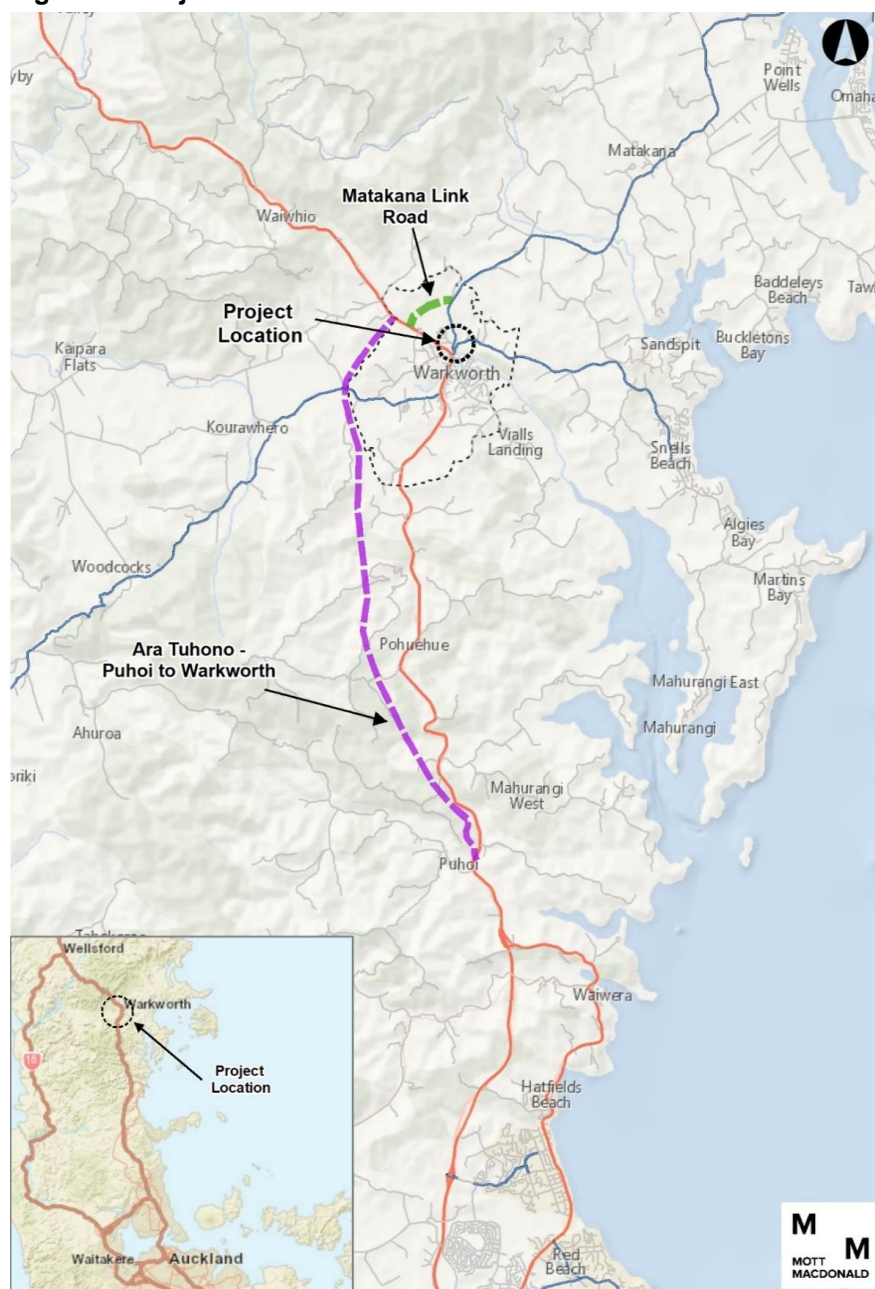 Point
Wells
Omaha
Matakana
Matakana Link
Road
Waiwhio
Baddeleys
Beach
Project
Location
Sandspit
Buckletons
Bay
Kaipara
Flats
Warkworth
Kourawhero
Vialls
Landing
Snells
Beach
Algies
Bay
Woodcocks
Martins
Bay
Pohuehue
Ara Tuhono -
Puhoi to Warkworth
Mahurangi East
Ahuroa
Mahurangi
Mahurangi
West
Puhoi
Waiwera
Hatfields
Beach
Red
Beach
Wellsford
Warkworth
16
Project
Location
Waitakere
Auckland
M
M
MOTT
MACDONALD